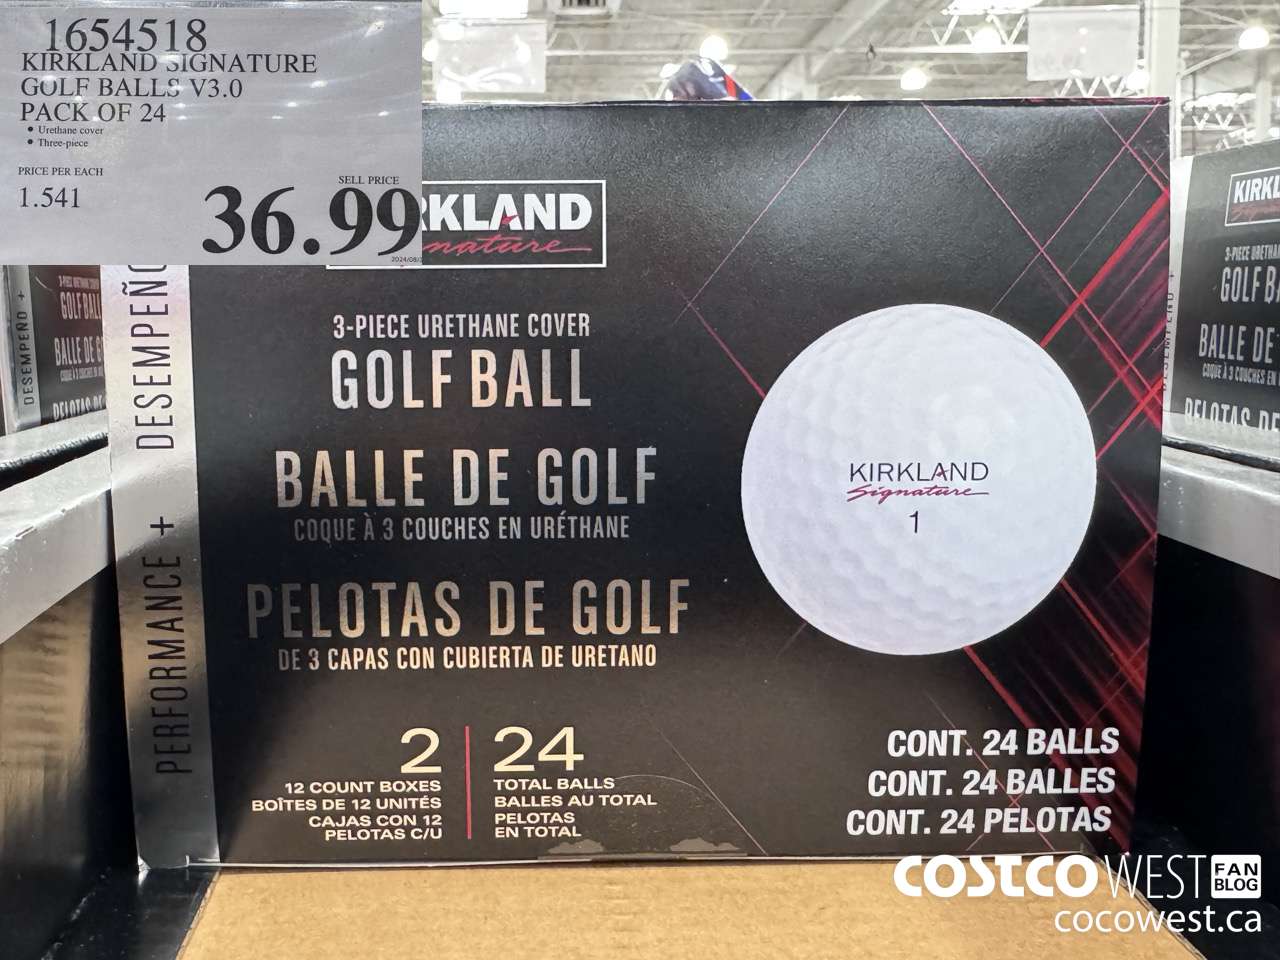 1654518
KIRKLAND SIGNATURE
GOLF BALLS V3.0
PACK OF 24
• Urethane cover
• Three-piece
PRICE PER EACH
1.541
SELL PRICE
36.99
DESEMPEÑO
PERFORMANCE +
3-PIECE URETHANE COVER
GOLF BALL
BALLE DE GOLF
COQUE À 3 COUCHES EN URÉTHANE
PELOTAS DE GOLF
DE 3 CAPAS CON CUBIERTA DE URETANO
2
12 COUNT BOXES
BOÎTES DE 12 UNITÉS
CAJAS CON 12
PELOTAS C/U
24
TOTAL BALLS
BALLES AU TOTAL
PELOTAS
EN TOTAL
KIRKLAND
Signature
1
CONT. 24 BALLS
CONT. 24 BALLES
CONT. 24 PELOTAS
DESEMPEÑO +
COSTCO WEST FAN BLOG
cocowest.ca